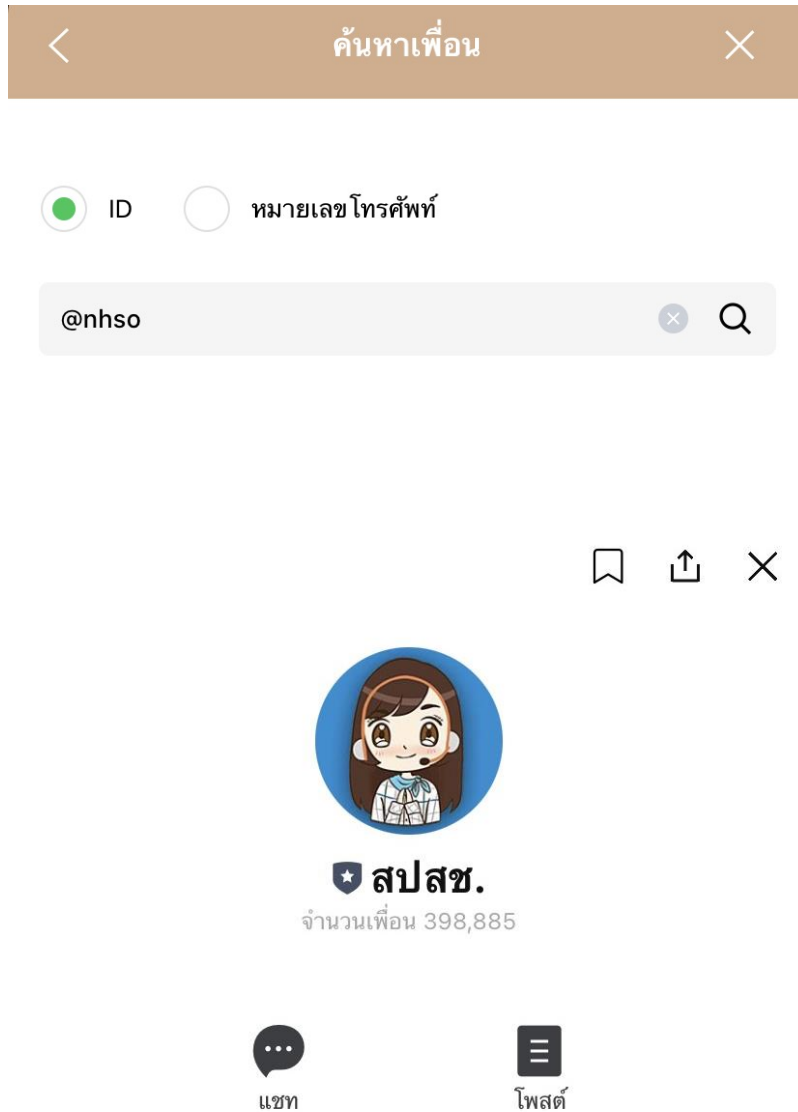 ค้นหาเพื่อน
ID หมายเลขโทรศัพท์
@nhso
สปสช.
จำนวนเพื่อน 398,885
แชท โพสต์